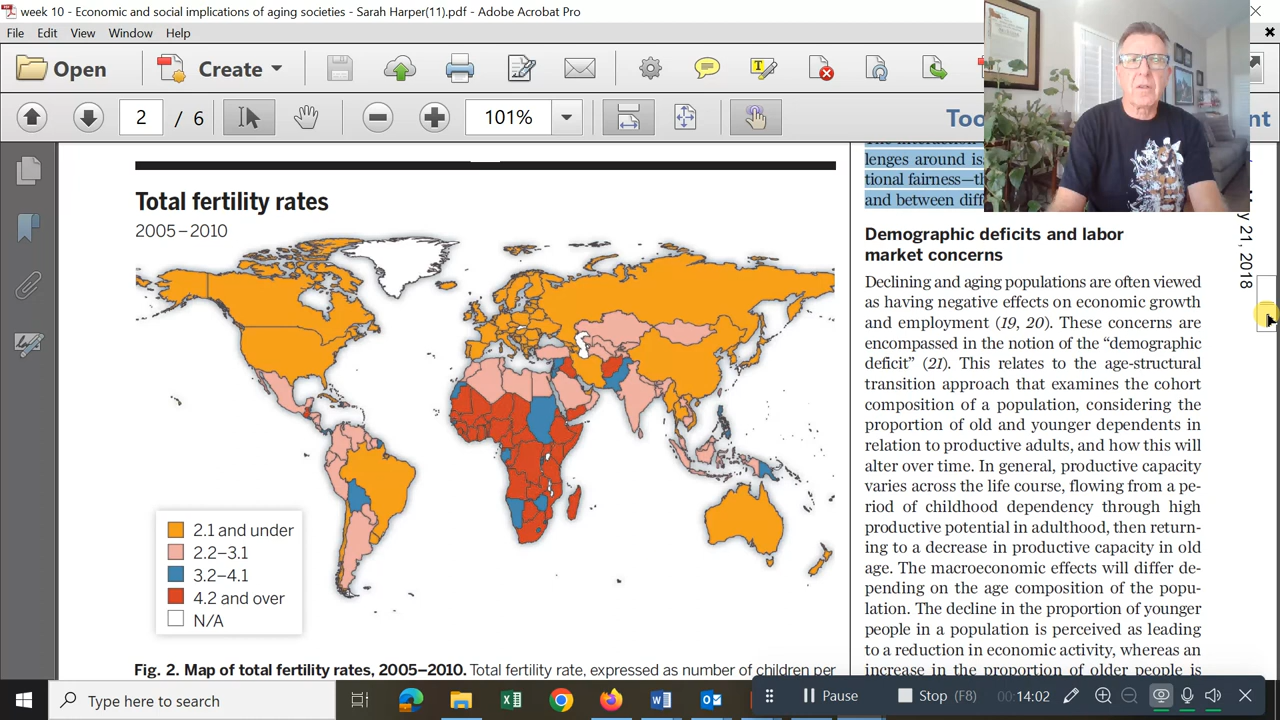 week 10 - Economic and social implications of aging societies - Sarah Harper(11).pdf - Adobe Acrobat Pro
File Edit View Window Help
Open Create
2 / 6 101%
Total fertility rates
2005–2010
2.1 and under
2.2–3.1
3.2–4.1
4.2 and over
N/A
Fig. 2. Map of total fertility rates, 2005–2010. Total fertility rate, expressed as number of children per
lenges around
tional fairness—
and between
Demographic deficits and labor
market concerns
Declining and aging populations are often viewed
as having negative effects on economic growth
and employment (19, 20). These concerns are
encompassed in the notion of the “demographic
deficit” (21). This relates to the age-structural
transition approach that examines the cohort
composition of a population, considering the
proportion of old and younger dependents in
relation to productive adults, and how this will
alter over time. In general, productive capacity
varies across the life course, flowing from a pe-
riod of childhood dependency through high
productive potential in adulthood, then return-
ing to a decrease in productive capacity in old
age. The macroeconomic effects will differ de-
pending on the age composition of the popu-
lation. The decline in the proportion of younger
people in a population is perceived as leading
to a reduction in economic activity, whereas an
increase in the proportion of older people is
21, 2018
Type here to search
Pause Stop (F8) 00:14:02